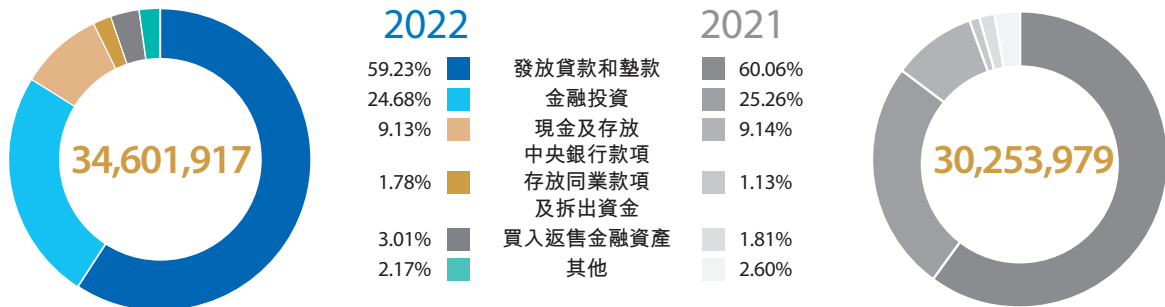 2022 2021
34,601,917
59.23% 發放貸款和墊款 60.06%
24.68% 金融投資 25.26%
9.13% 現金及存放 9.14%
中央銀行款項
1.78% 存放同業款項 1.13%
及拆出資金
3.01% 買入返售金融資產 1.81%
2.17% 其他 2.60%
30,253,979